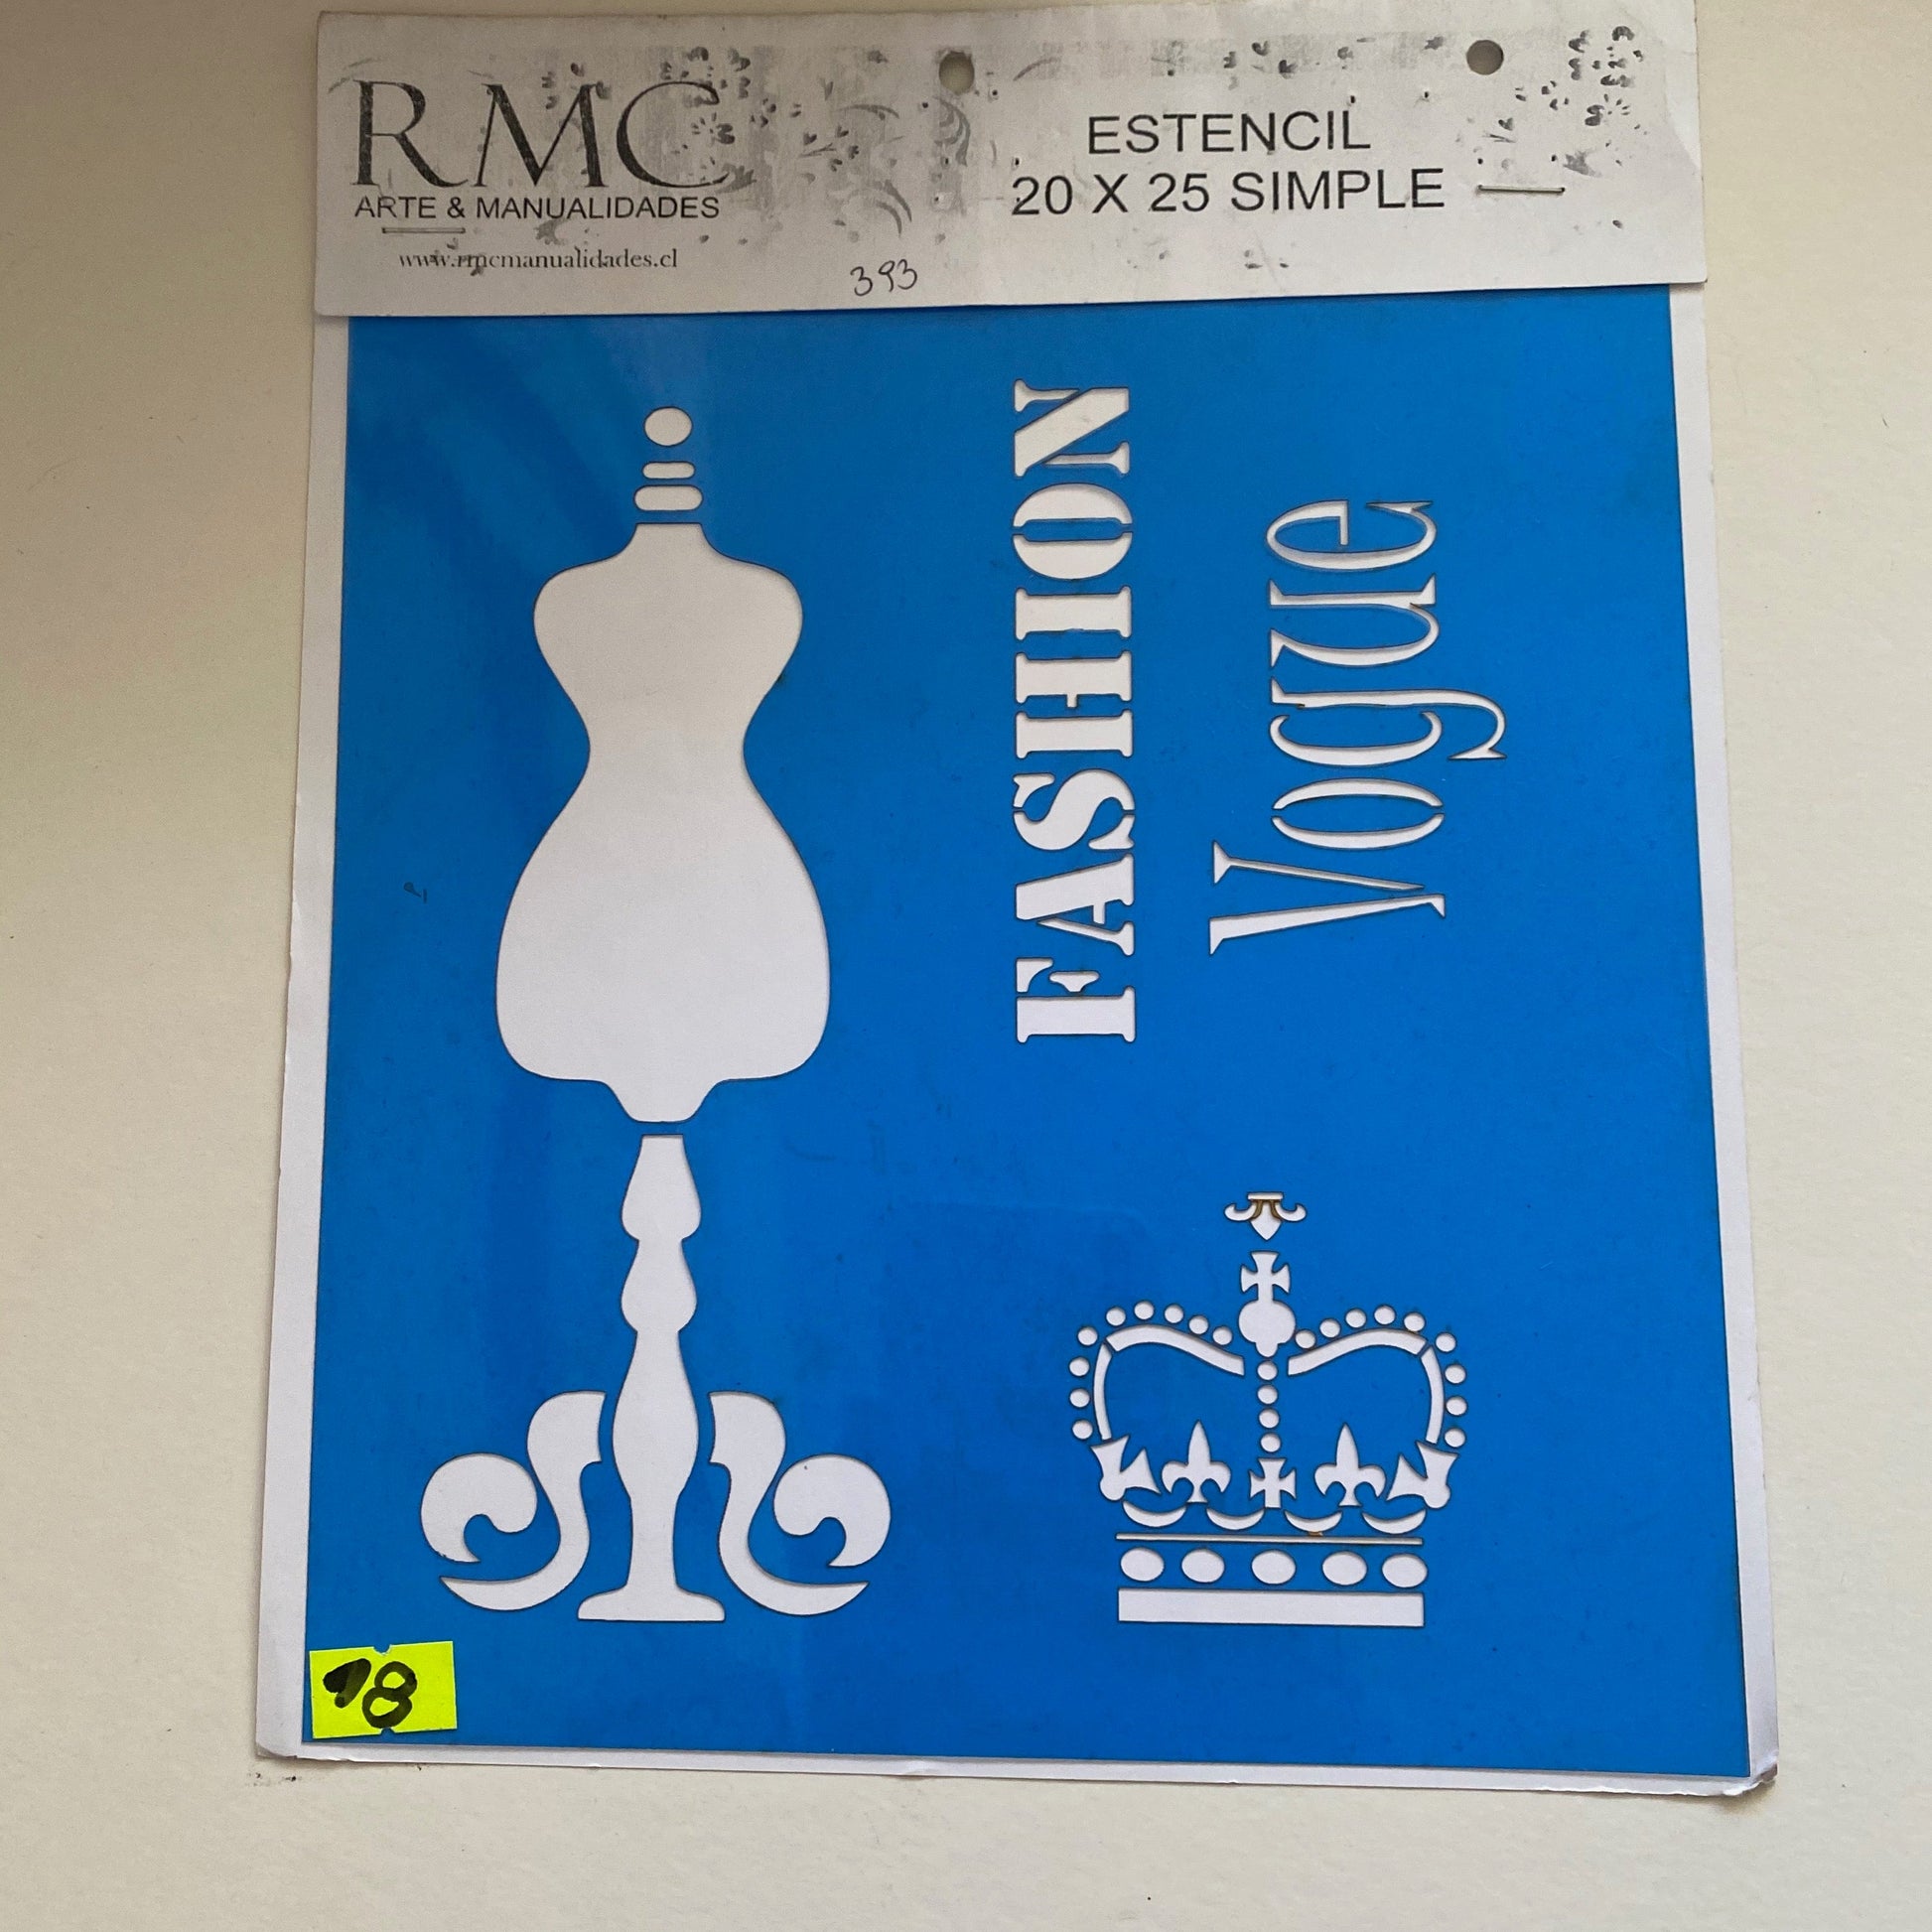 RMC
ARTE & MANUALIDADES
www.rmcmanualidades.cl
ESTENCIL
20 X 25 SIMPLE
393
FASHION
Vogue
18